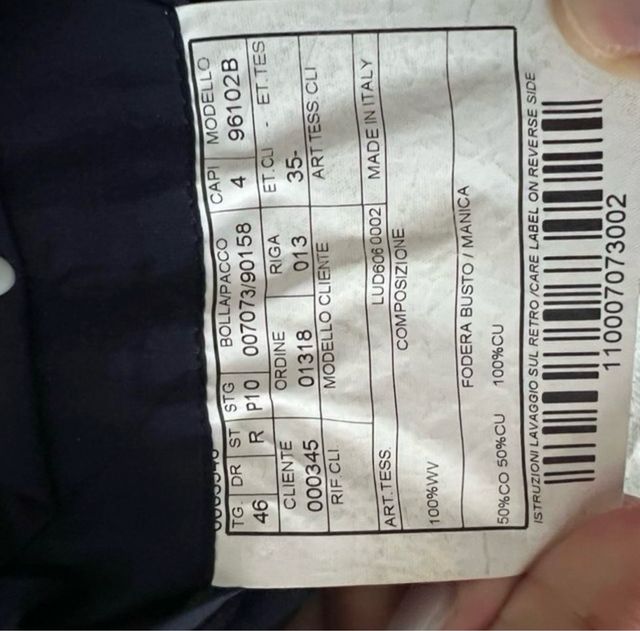 TG. DR ST STG BOLLA/PACCO CAPI MODELLO
46 R P10 007073/90158 4 96102B
CLIENTE ORDINE RIGA ET.CLI - ET.TES
000345 01318 013 35-
RIF.CLI. MODELLO CLIENTE ART.TESS.CLI
ART.TESS. LUD606 0002 MADE IN ITALY
COMPOSIZIONE
100%WV
FODERA BUSTO / MANICA
50%CO 50%CU 100%CU
ISTRUZIONI LAVAGGIO SUL RETRO /CARE LABEL ON REVERSE SIDE
110007073002